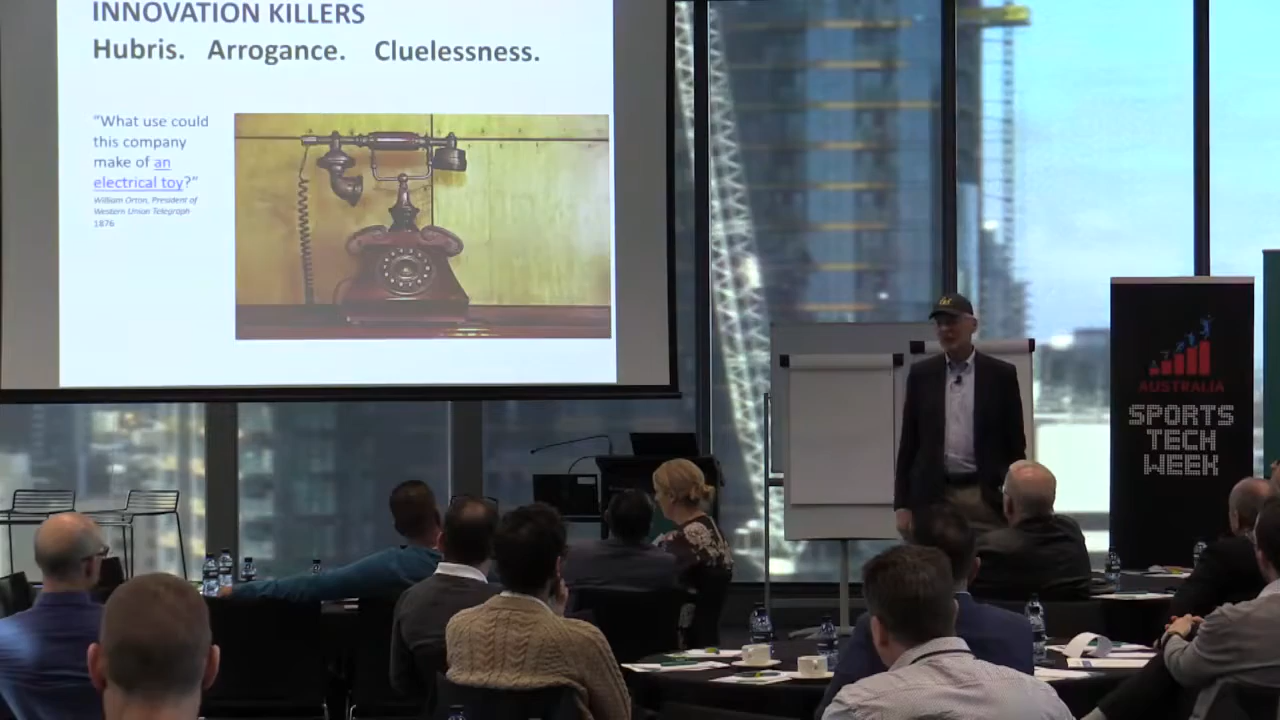 INNOVATION KILLERS
Hubris. Arrogance. Cluelessness.
"What use could
this company
make of an
electrical toy?"
William Orton, President of
Western Union Telegraph
1876
AUSTRALIA
SPORTS
TECH
WEEK